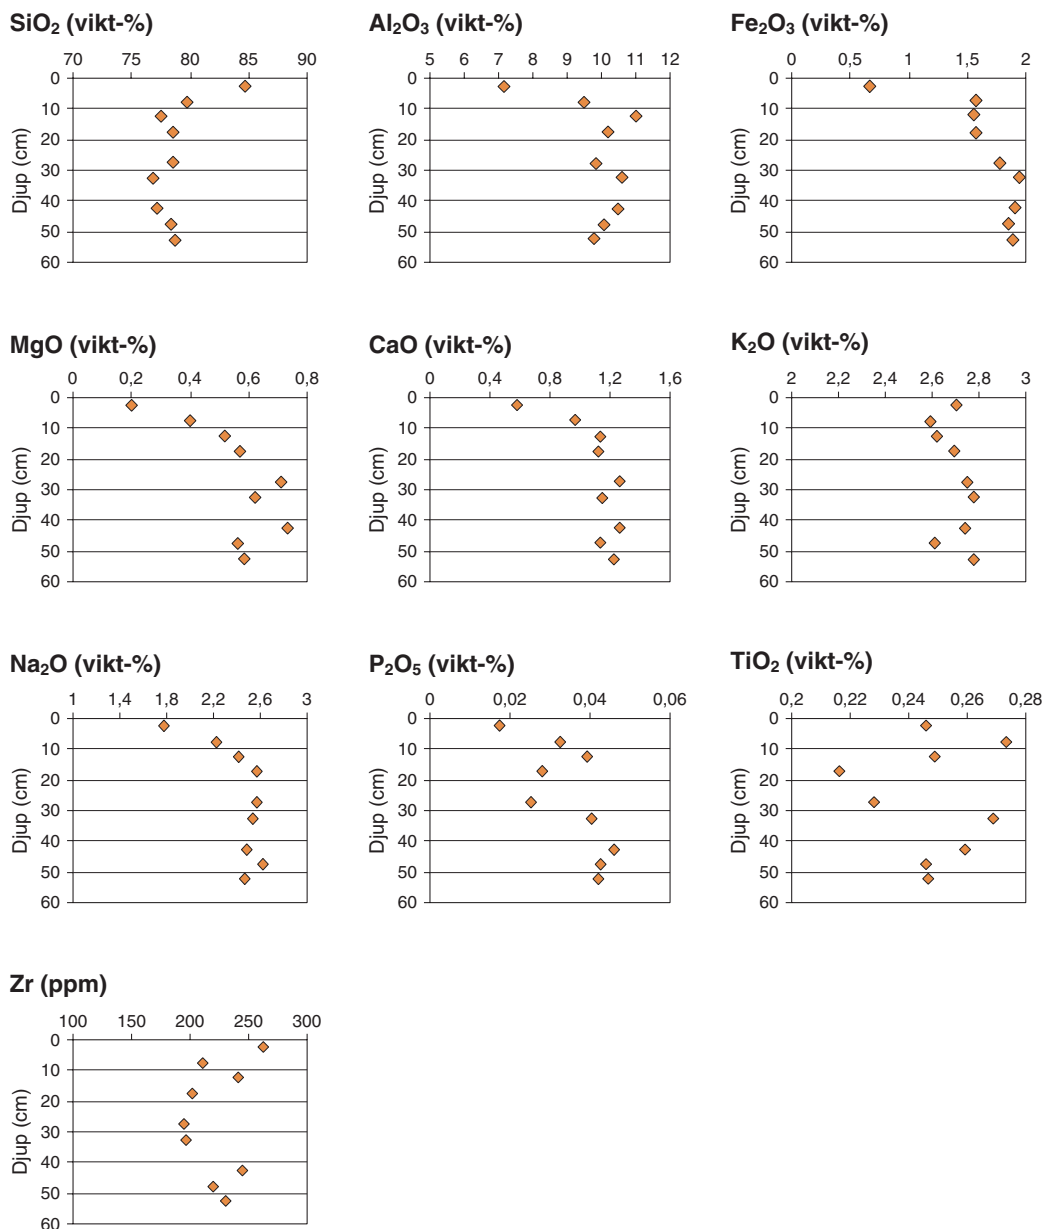 SiO₂ (vikt-%)
70 75 80 85 90
0
10
20
30
40
50
60
Djup (cm)
Al₂O₃ (vikt-%)
5 6 7 8 9 10 11 12
0
10
20
30
40
50
60
Djup (cm)
Fe₂O₃ (vikt-%)
0 0,5 1 1,5 2
0
10
20
30
40
50
60
Djup (cm)
MgO (vikt-%)
0 0,2 0,4 0,6 0,8
0
10
20
30
40
50
60
Djup (cm)
CaO (vikt-%)
0 0,4 0,8 1,2 1,6
0
10
20
30
40
50
60
Djup (cm)
K₂O (vikt-%)
2 2,2 2,4 2,6 2,8 3
0
10
20
30
40
50
60
Djup (cm)
Na₂O (vikt-%)
1 1,4 1,8 2,2 2,6 3
0
10
20
30
40
50
60
Djup (cm)
P₂O₅ (vikt-%)
0 0,02 0,04 0,06
0
10
20
30
40
50
60
Djup (cm)
TiO₂ (vikt-%)
0,2 0,22 0,24 0,26 0,28
0
10
20
30
40
50
60
Djup (cm)
Zr (ppm)
100 150 200 250 300
0
10
20
30
40
50
60
Djup (cm)